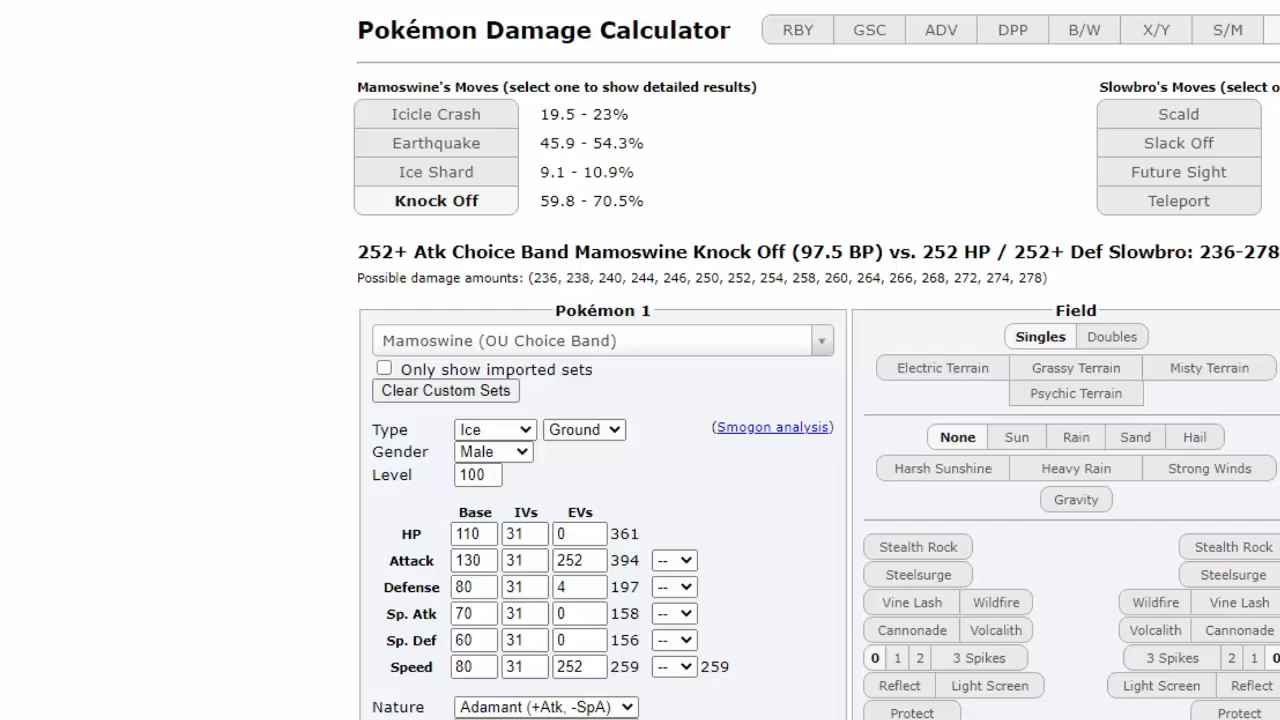 Pokémon Damage Calculator RBY GSC ADV DPP B/W X/Y S/M
Mamoswine's Moves (select one to show detailed results) Slowbro's Moves (select o
Icicle Crash 19.5 - 23% Scald
Earthquake 45.9 - 54.3% Slack Off
Ice Shard 9.1 - 10.9% Future Sight
Knock Off 59.8 - 70.5% Teleport
252+ Atk Choice Band Mamoswine Knock Off (97.5 BP) vs. 252 HP / 252+ Def Slowbro: 236-278
Possible damage amounts: (236, 238, 240, 244, 246, 250, 252, 254, 258, 260, 264, 266, 268, 272, 274, 278)
Pokémon 1
Mamoswine (OU Choice Band)
Only show imported sets
Clear Custom Sets
Type Ice Ground (Smogon analysis)
Gender Male
Level 100
Base IVs EVs
HP 110 31 0 361
Attack 130 31 252 394 --
Defense 80 31 4 197 --
Sp. Atk 70 31 0 158 --
Sp. Def 60 31 0 156 --
Speed 80 31 252 259 -- 259
Nature Adamant (+Atk, -SpA)
Field
Singles Doubles
Electric Terrain Grassy Terrain Misty Terrain
Psychic Terrain
None Sun Rain Sand Hail
Harsh Sunshine Heavy Rain Strong Winds
Gravity
Stealth Rock Stealth Rock
Steelsurge Steelsurge
Vine Lash Wildfire Wildfire Vine Lash
Cannonade Volcalith Volcalith Cannonade
0 1 2 3 Spikes 3 Spikes 2 1 0
Reflect Light Screen Light Screen Reflect
Protect Protect